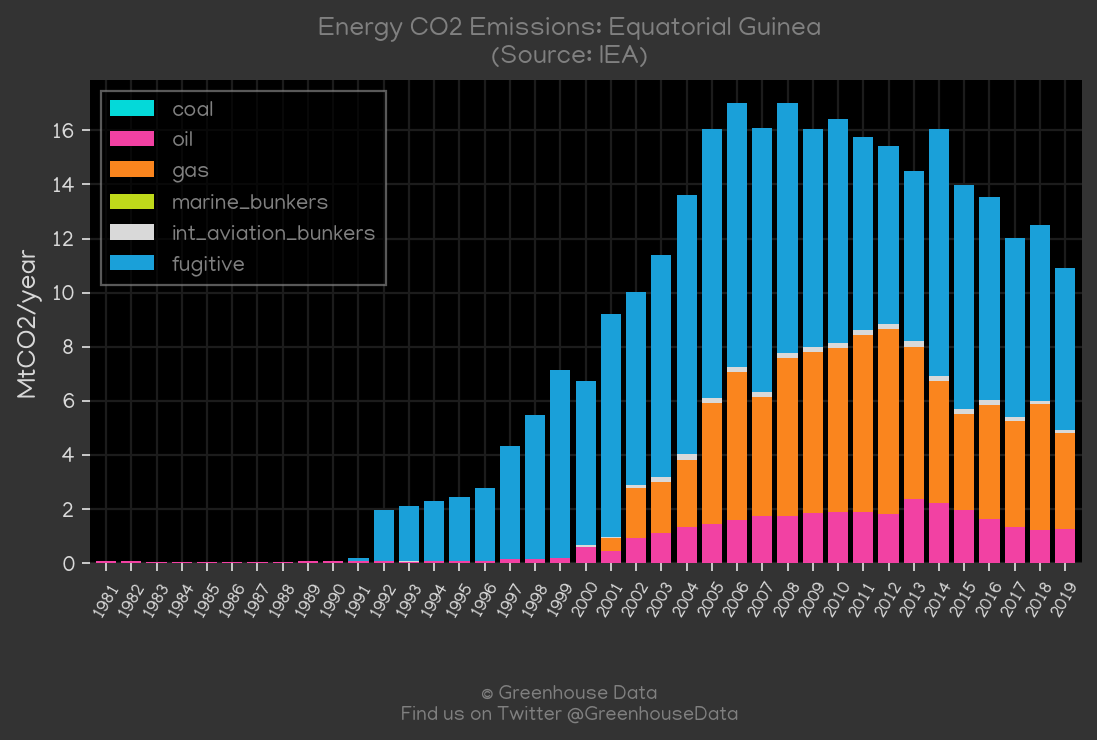 Energy CO2 Emissions: Equatorial Guinea
(Source: IEA)
coal
oil
gas
marine_bunkers
int_aviation_bunkers
fugitive
MtCO2/year
16
14
12
10
8
6
4
2
0
1981 1982 1983 1984 1985 1986 1987 1988 1989 1990 1991 1992 1993 1994 1995 1996 1997 1998 1999 2000 2001 2002 2003 2004 2005 2006 2007 2008 2009 2010 2011 2012 2013 2014 2015 2016 2017 2018 2019
© Greenhouse Data
Find us on Twitter @GreenhouseData